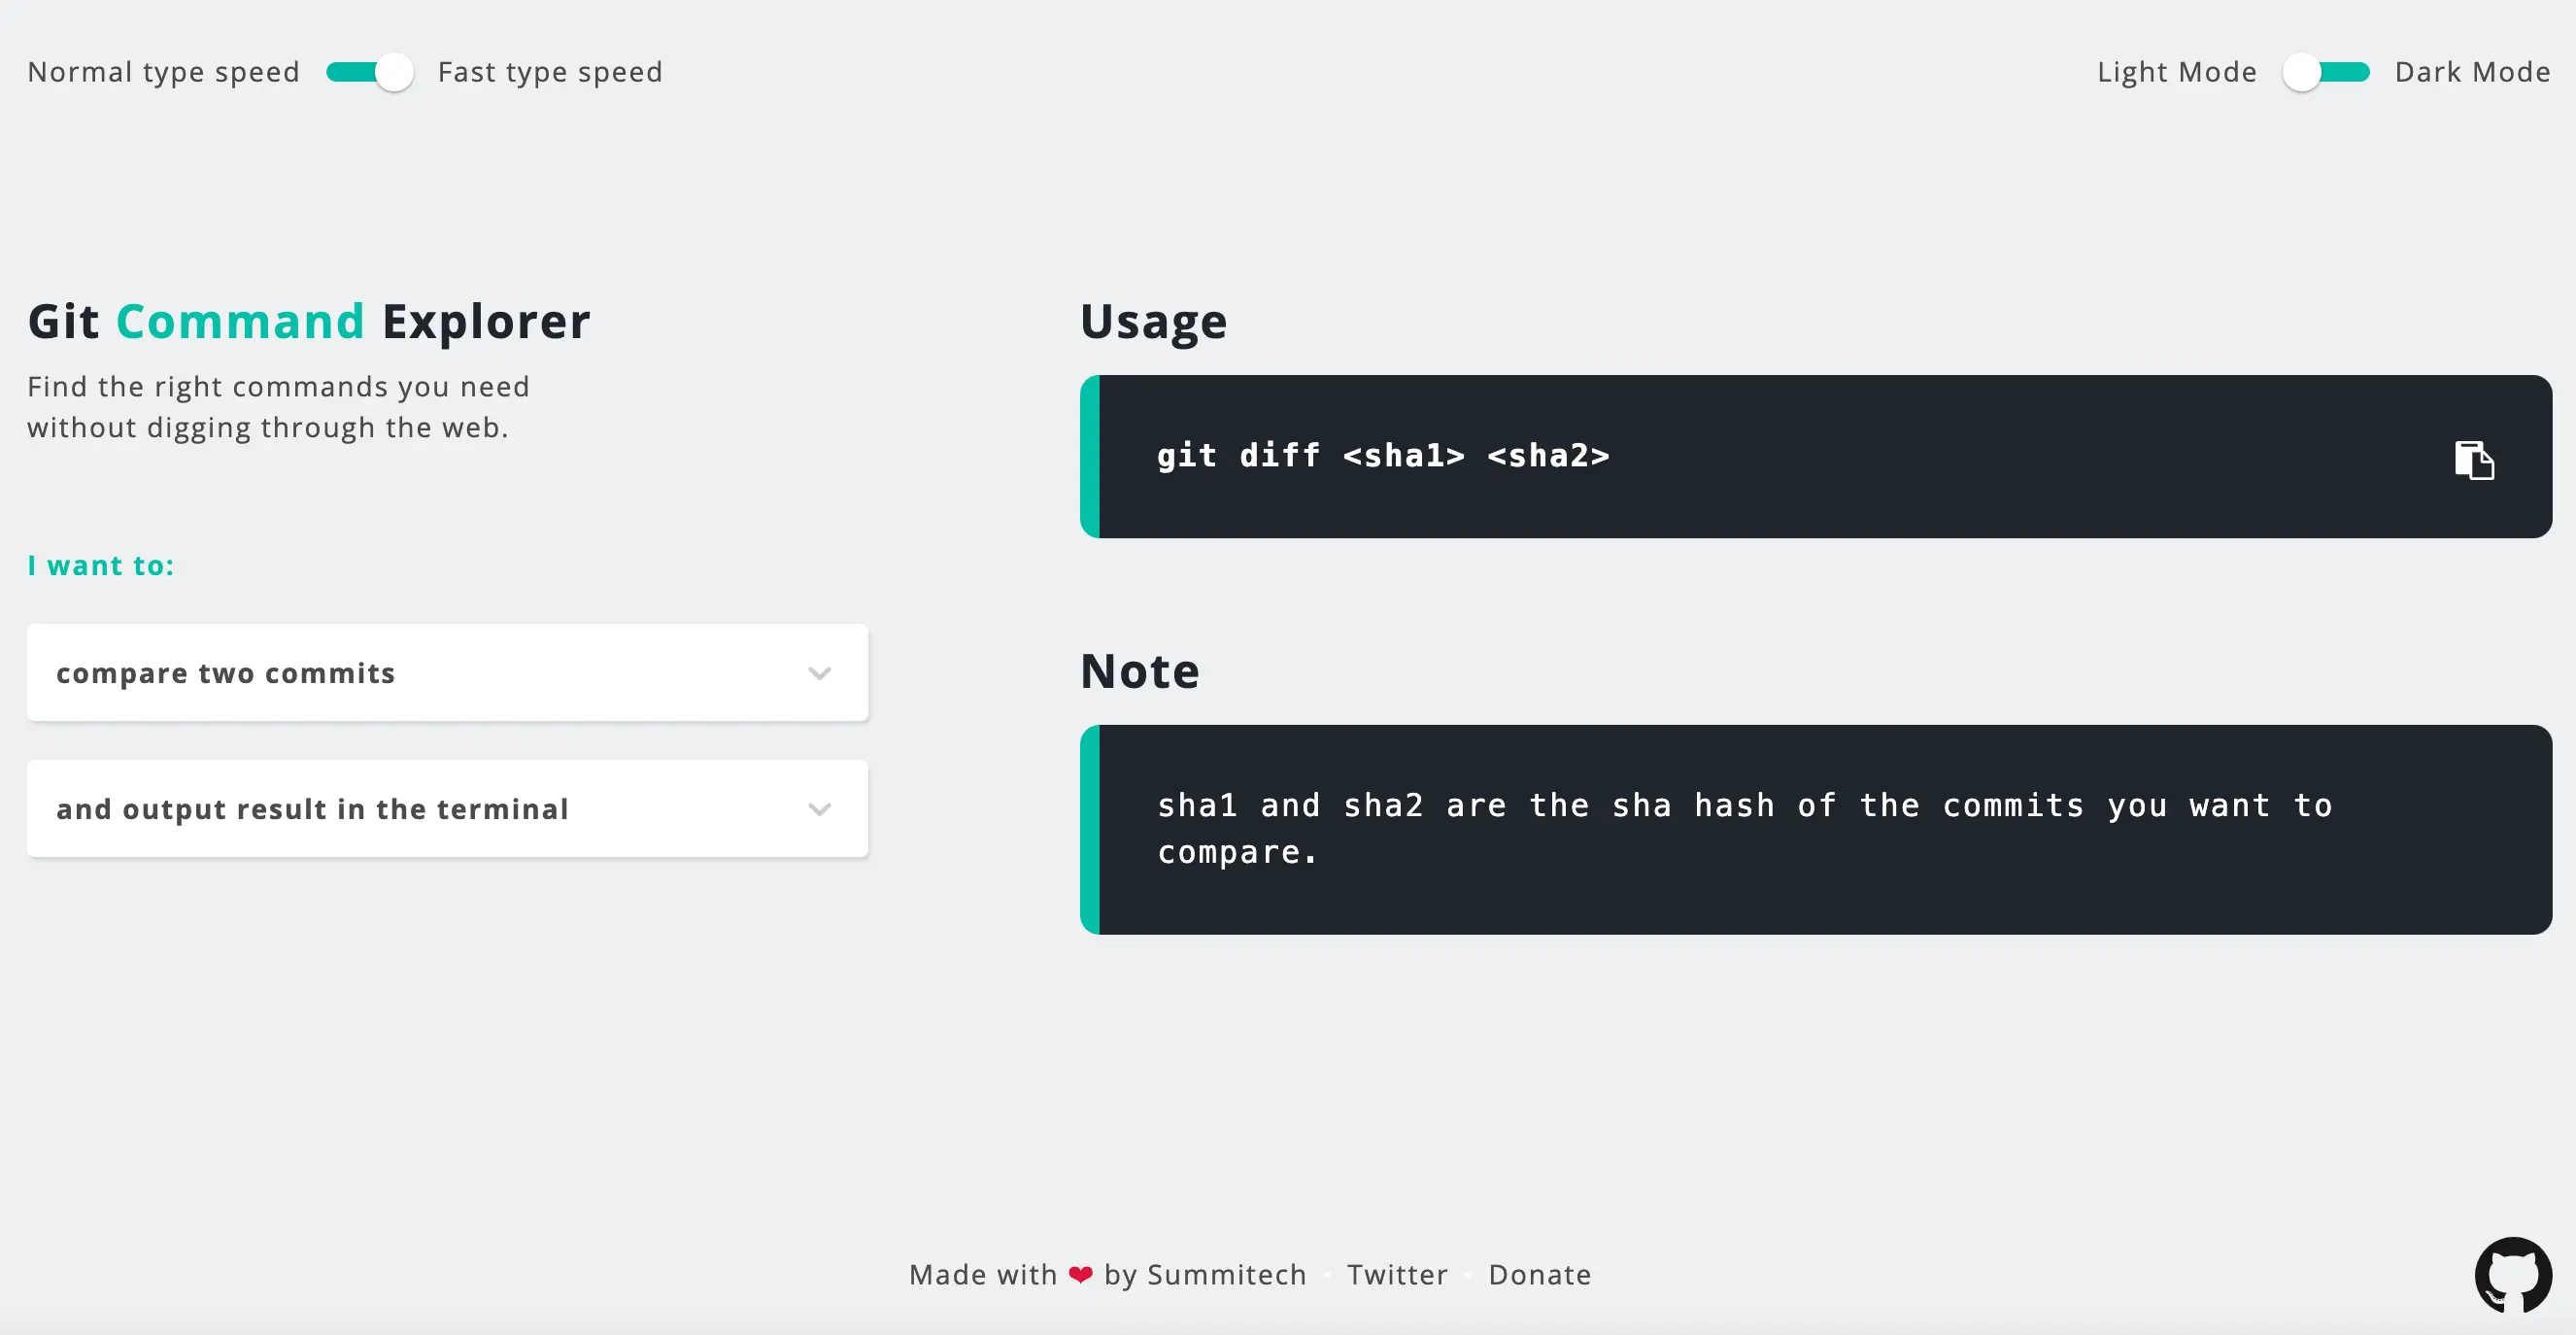 Normal type speed Fast type speed
Light Mode Dark Mode
Git Command Explorer
Find the right commands you need
without digging through the web.
I want to:
compare two commits
and output result in the terminal
Usage
git diff <sha1> <sha2>
Note
sha1 and sha2 are the sha hash of the commits you want to
compare.
Made with ❤ by Summitech · Twitter · Donate